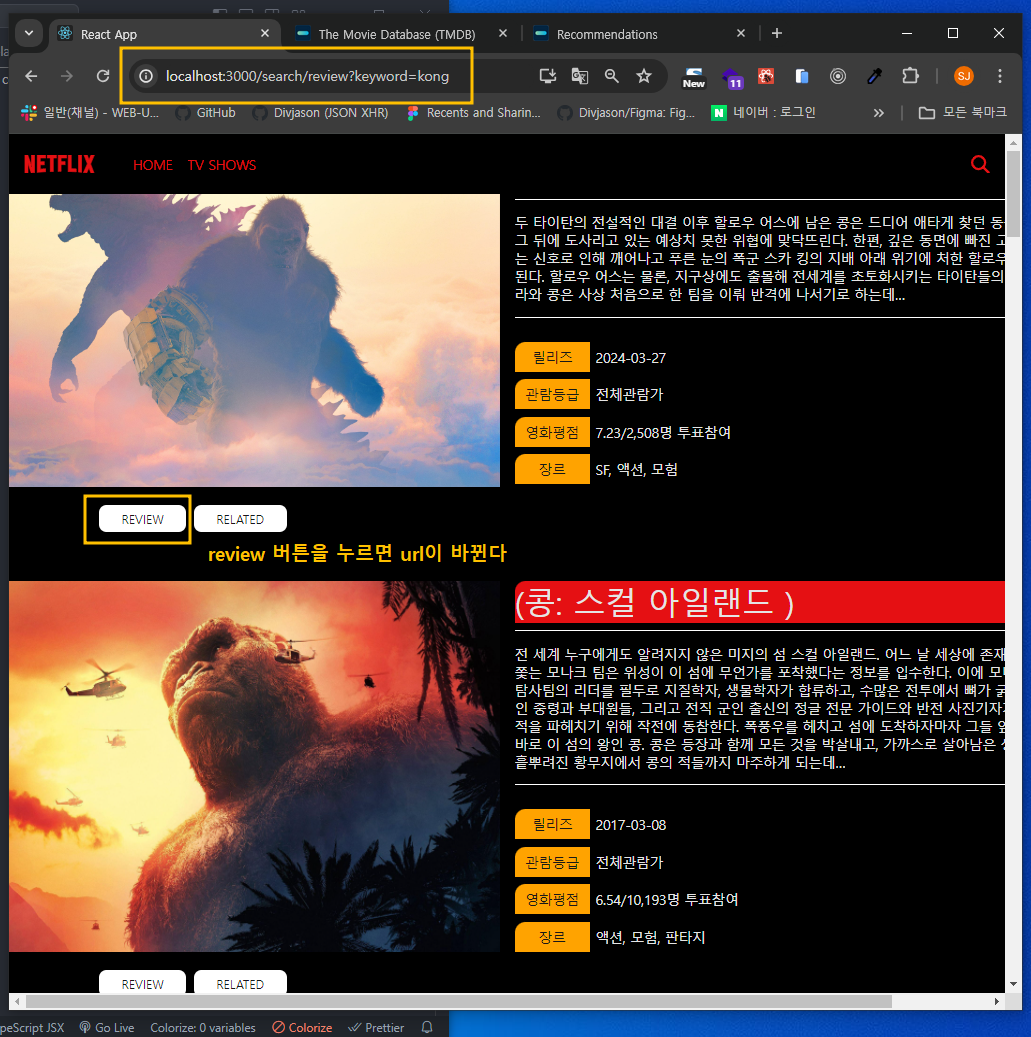 React App
The Movie Database (TMDB)
Recommendations
localhost:3000/search/review?keyword=kong
New
11
SJ
일반(채널) - WEB-U...
GitHub
Divjason (JSON XHR)
Recents and Sharin...
Divjason/Figma: Fig...
N
네이버 : 로그인
모든 북마크
NETFLIX
HOME
TV SHOWS
두 타이탄의 전설적인 대결 이후 할로우 어스에 남은 콩은 드디어 애타게 찾던 동
그 뒤에 도사리고 있는 예상치 못한 위협에 맞닥뜨린다. 한편, 깊은 동면에 빠진
는 신호로 인해 깨어나고 푸른 눈의 폭군 스카 킹의 지배 아래 위기에 처한 할로우
된다. 할로우 어스는 물론, 지구상에도 출몰해 전세계를 초토화시키는 타이탄들의
라와 콩은 사상 처음으로 한 팀을 이뤄 반격에 나서기로 하는데...
릴리즈 2024-03-27
관람등급 전체관람가
영화평점 7.23/2,508명 투표참여
장르 SF, 액션, 모험
REVIEW
RELATED
review 버튼을 누르면 url이 바뀐다
(콩: 스컬 아일랜드 )
전 세계 누구에게도 알려지지 않은 미지의 섬 스컬 아일랜드. 어느 날 세상에 존재
쫓는 모나크 팀은 위성이 이 섬에 무언가를 포착했다는 정보를 입수한다. 이에
탐사팀의 리더를 필두로 지질학자, 생물학자가 합류하고, 수많은 전투에서 뼈가
인 중령과 부대원들, 그리고 전직 군인 출신의 정글 전문 가이드와 반전 사진기자
적을 파헤치기 위해 작전에 동참한다. 폭풍우를 헤치고 섬에 도착하자마자 그들
바로 이 섬의 왕인 콩. 콩은 등장과 함께 모든 것을 박살내고, 가까스로 살아남은
흩뿌려진 황무지에서 콩의 적들까지 마주하게 되는데...
릴리즈 2017-03-08
관람등급 전체관람가
영화평점 6.54/10,193명 투표참여
장르 액션, 모험, 판타지
REVIEW
RELATED
peScript JSX
Go Live
Colorize: 0 variables
Colorize
Prettier